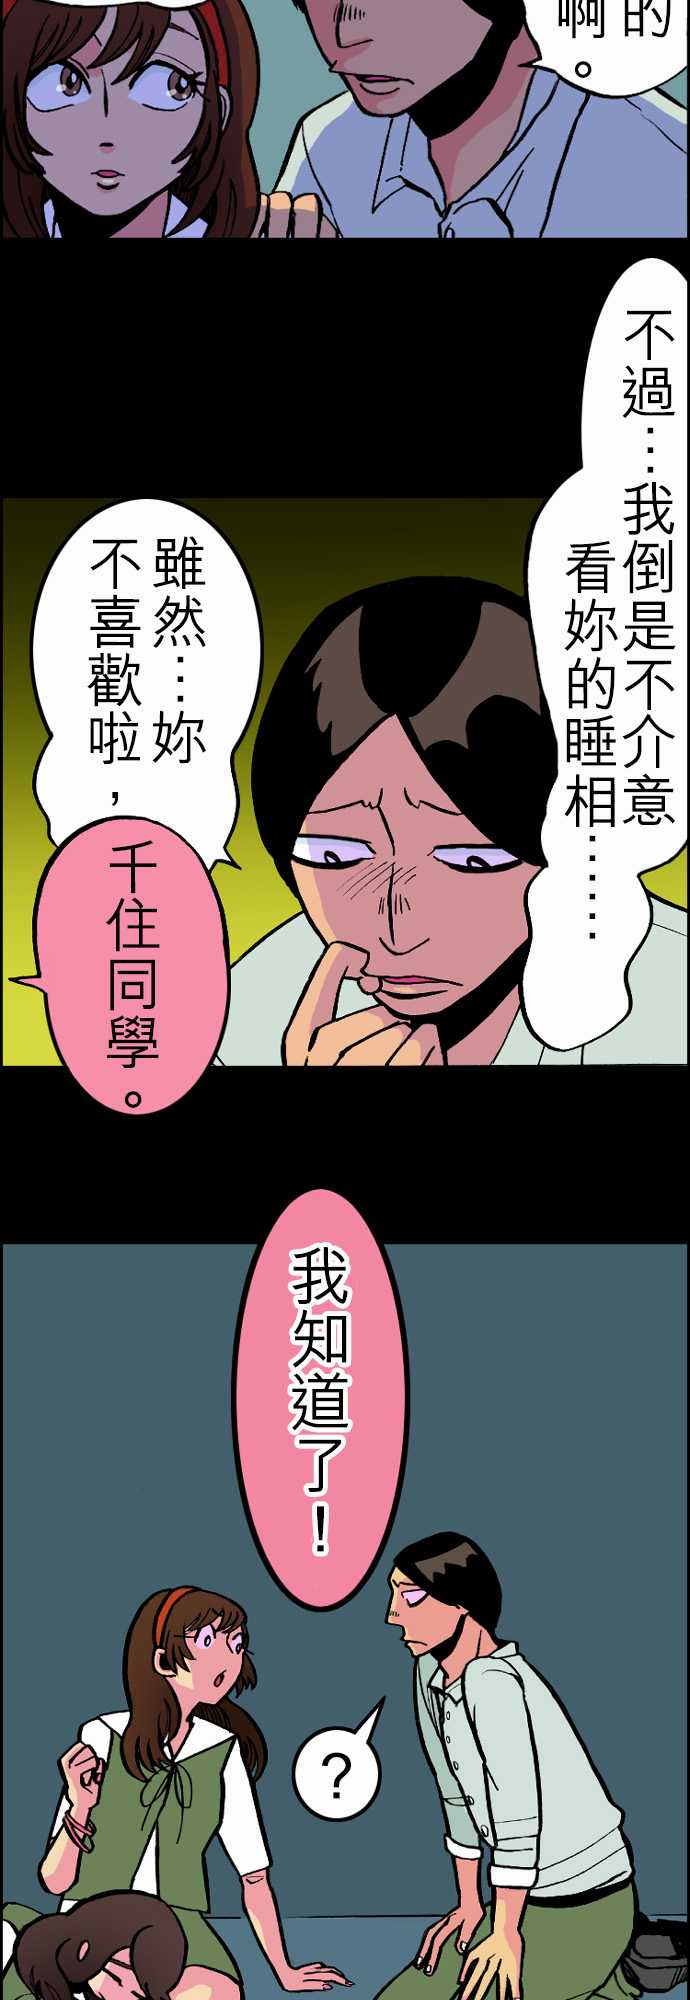 的
啊。
不過…我倒是不介意
看妳的睡相……
雖然…妳
不喜歡啦，
千住同學。
我知道了！
？